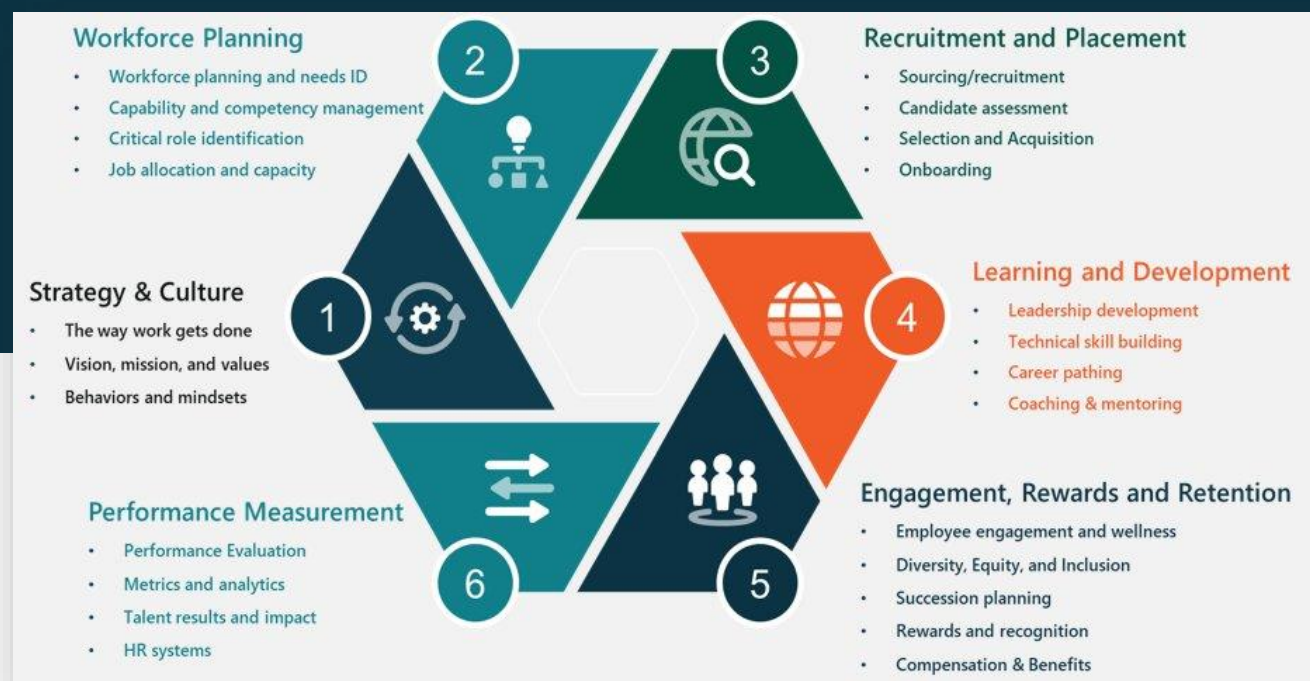 Workforce Planning
• Workforce planning and needs ID
• Capability and competency management
• Critical role identification
• Job allocation and capacity
2
3
Recruitment and Placement
• Sourcing/recruitment
• Candidate assessment
• Selection and Acquisition
• Onboarding
Strategy & Culture
• The way work gets done
• Vision, mission, and values
• Behaviors and mindsets
1
4
Learning and Development
• Leadership development
• Technical skill building
• Career pathing
• Coaching & mentoring
Performance Measurement
• Performance Evaluation
• Metrics and analytics
• Talent results and impact
• HR systems
6
5
Engagement, Rewards and Retention
• Employee engagement and wellness
• Diversity, Equity, and Inclusion
• Succession planning
• Rewards and recognition
• Compensation & Benefits